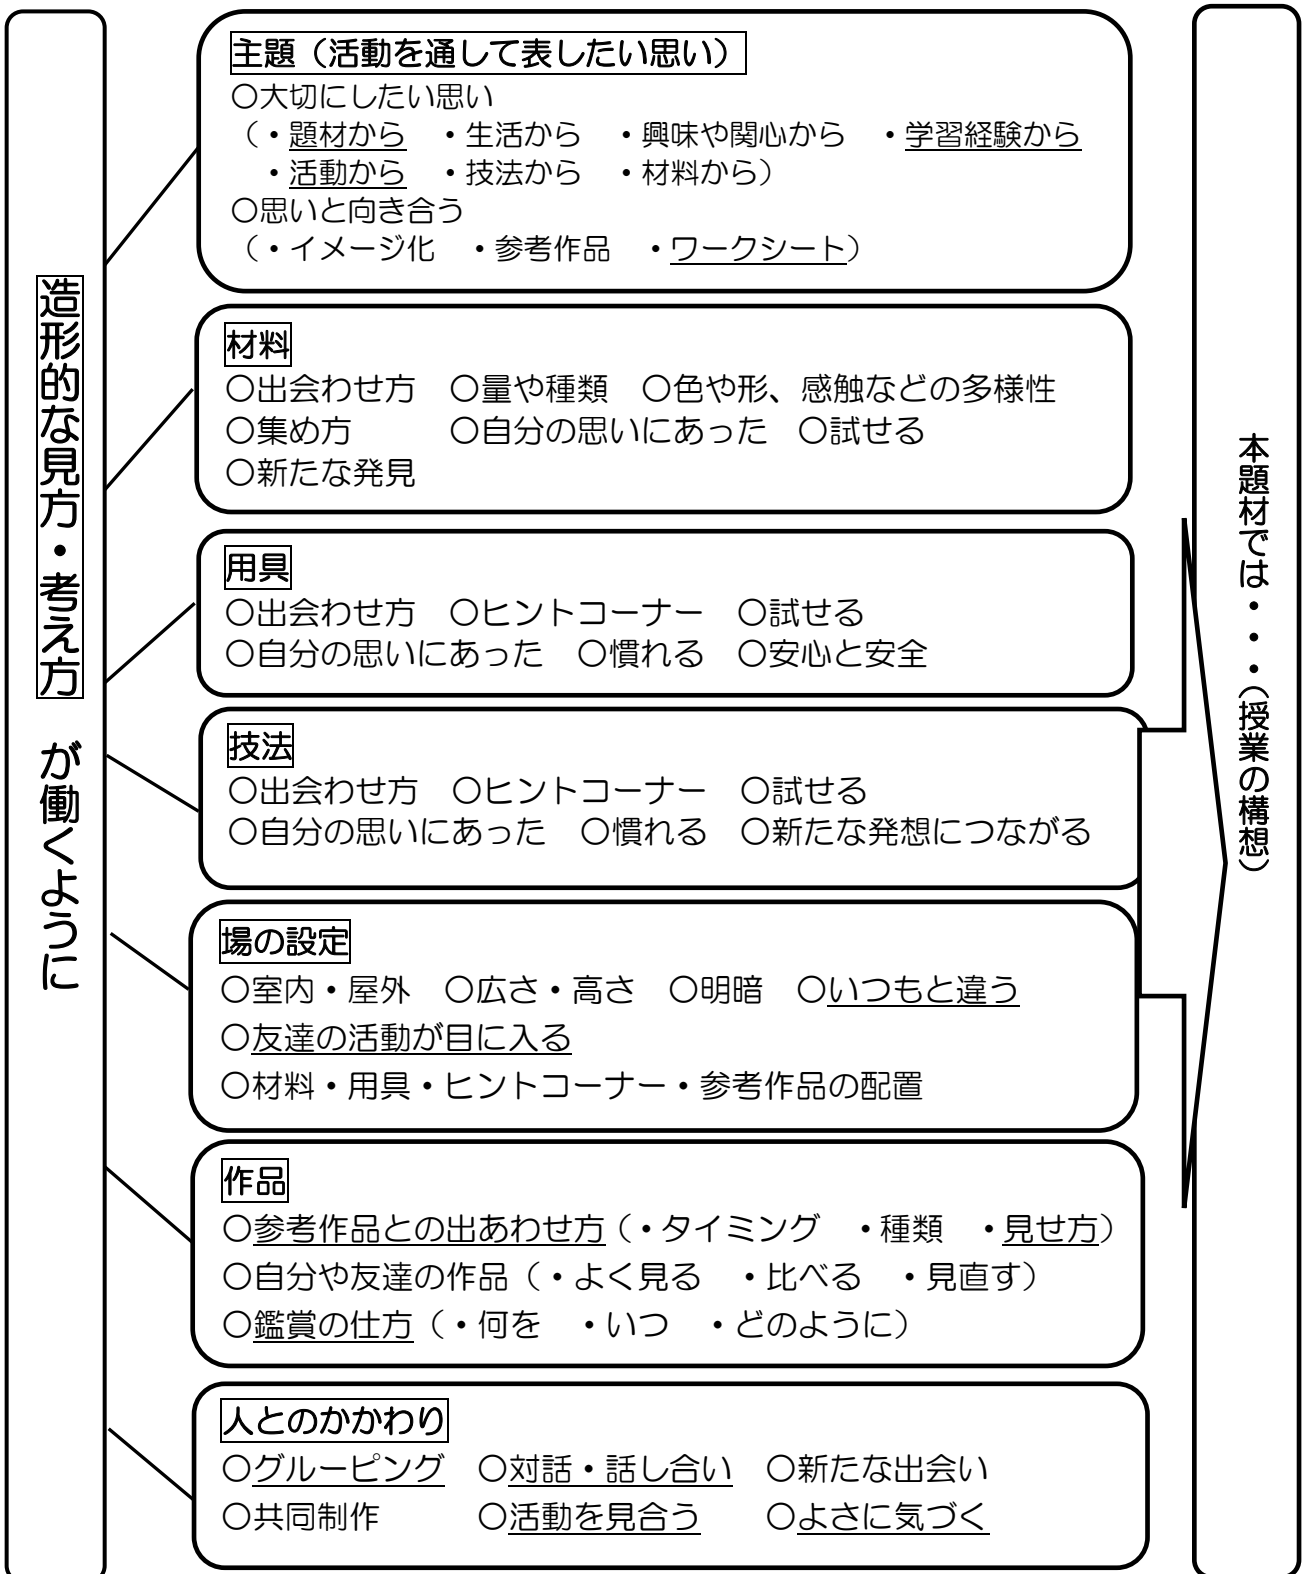 造形的な見方・考え方　が働くように
主題（活動を通して表したい思い）
○大切にしたい思い
（・題材から　・生活から　・興味や関心から　・学習経験から
・活動から　・技法から　・材料から）
○思いと向き合う
（・イメージ化　・参考作品　・ワークシート）
材料
○出会わせ方　○量や種類　○色や形、感触などの多様性
○集め方　○自分の思いにあった　○試せる
○新たな発見
用具
○出会わせ方　○ヒントコーナー　○試せる
○自分の思いにあった　○慣れる　○安心と安全
技法
○出会わせ方　○ヒントコーナー　○試せる
○自分の思いにあった　○慣れる　○新たな発想につながる
場の設定
○室内・屋外　○広さ・高さ　○明暗　○いつもと違う
○友達の活動が目に入る
○材料・用具・ヒントコーナー・参考作品の配置
作品
○参考作品との出あわせ方（・タイミング　・種類　・見せ方）
○自分や友達の作品（・よく見る　・比べる　・見直す）
○鑑賞の仕方（・何を　・いつ　・どのように）
人とのかかわり
○グルーピング　○対話・話し合い　○新たな出会い
○共同制作　○活動を見合う　○よさに気づく
本題材では・・・（授業の構想）